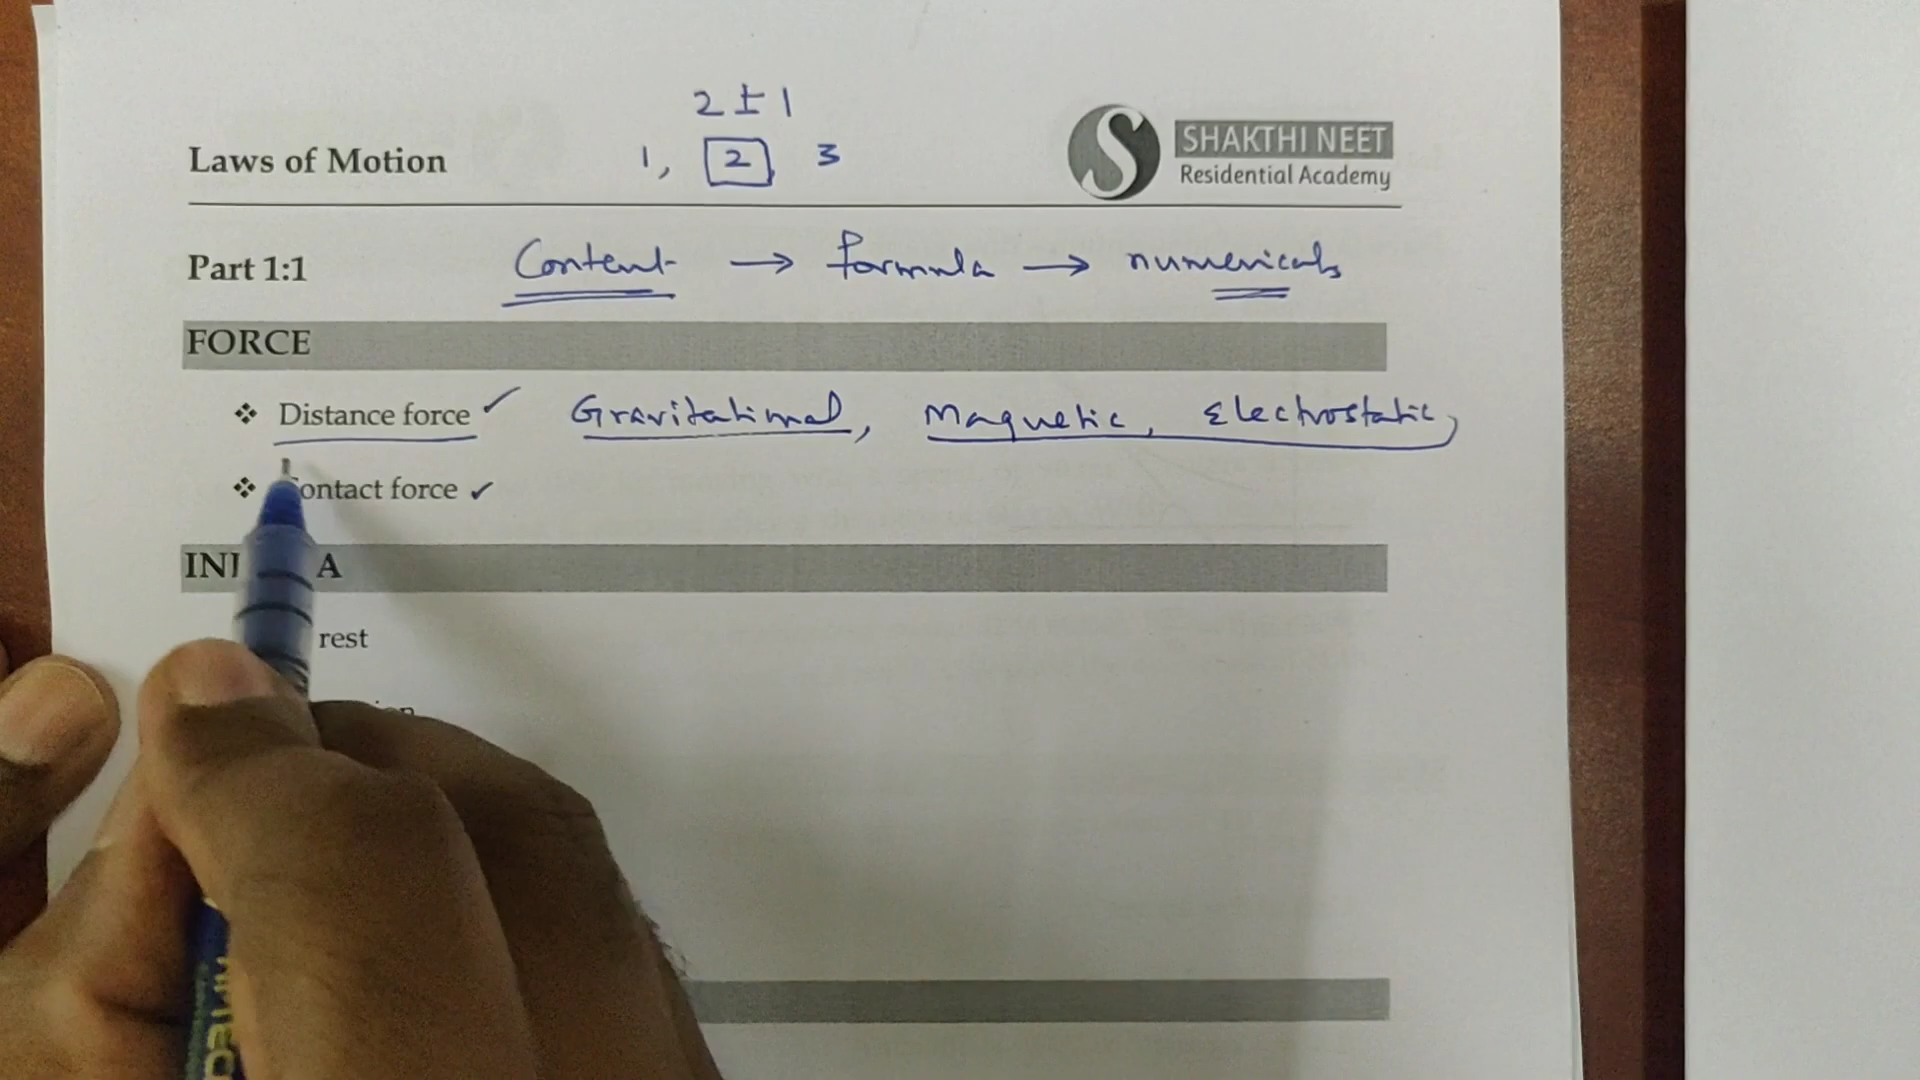 2 ± 1
Laws of Motion 1, 2, 3 SHAKTHI NEET
Residential Academy
Part 1:1 Content → formula → numericals
FORCE
❖ Distance force ✓ Gravitational, Magnetic, Electrostatic,
❖ ontact force ✓
IN A
rest